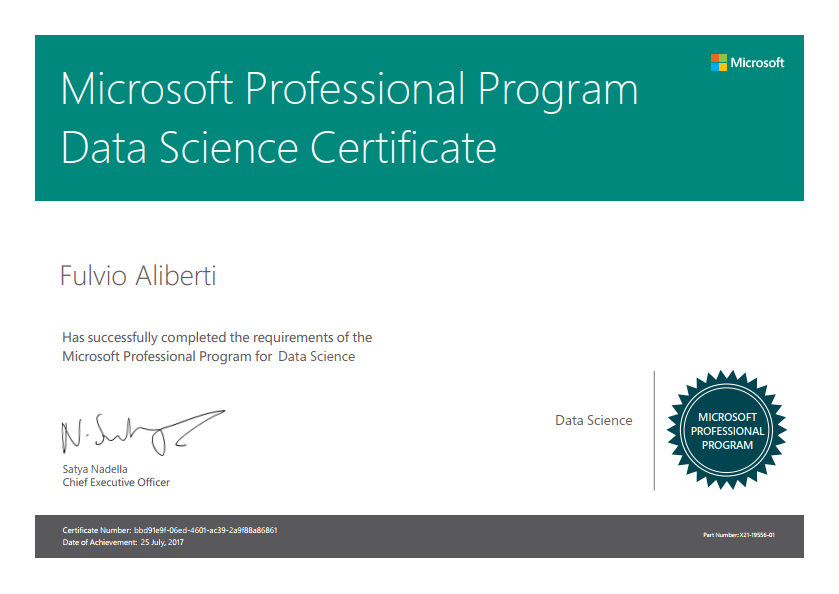 Microsoft
Microsoft Professional Program
Data Science Certificate
Fulvio Aliberti
Has successfully completed the requirements of the
Microsoft Professional Program for Data Science
Data Science
MICROSOFT
PROFESSIONAL
PROGRAM
Satya Nadella
Chief Executive Officer
Certificate Number: bbd91e9f-06ed-4601-ac39-2a9f88a86861
Date of Achievement: 25 July, 2017
Part Number: X21-19556-01